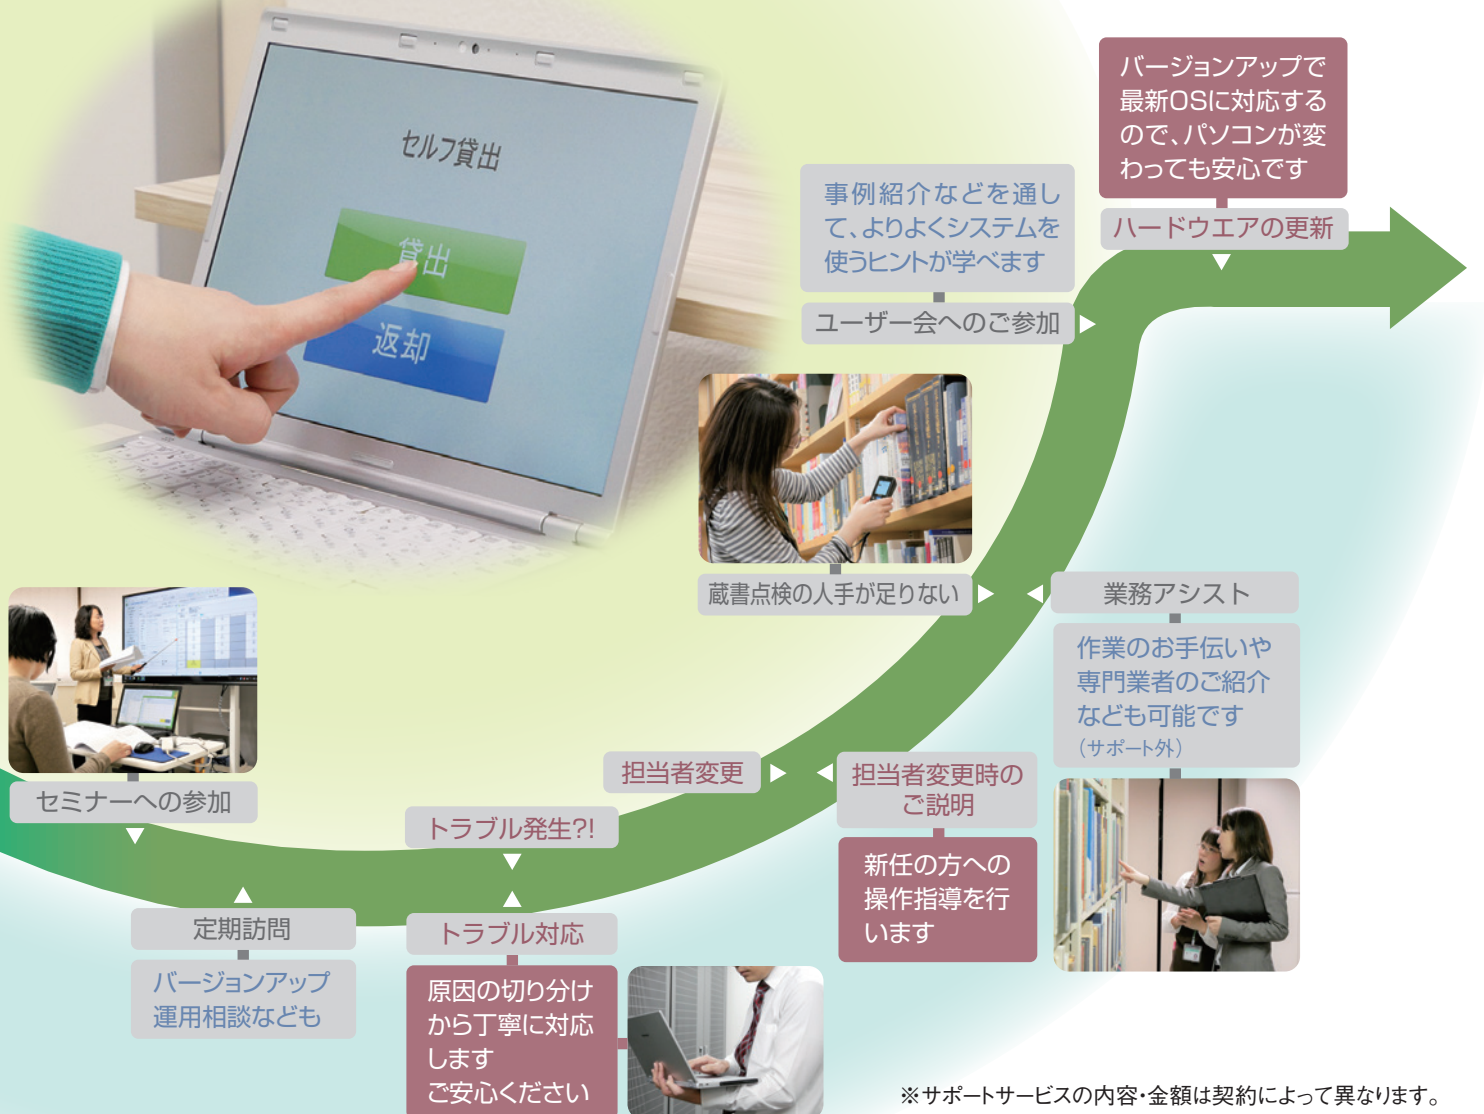 セルフ貸出
貸出
返却
バージョンアップで
最新OSに対応する
ので、パソコンが変
わっても安心です
ハードウエアの更新
事例紹介などを通し
て、よりよくシステムを
使うヒントが学べます
ユーザー会へのご参加
蔵書点検の人手が足りない
業務アシスト
作業のお手伝いや
専門業者のご紹介
なども可能です
（サポート外）
セミナーへの参加
定期訪問
バージョンアップ
運用相談なども
トラブル発生?!
トラブル対応
原因の切り分け
から丁寧に対応
します
ご安心ください
担当者変更
担当者変更時の
ご説明
新任の方への
操作指導を行
います
※サポートサービスの内容・金額は契約によって異なります。